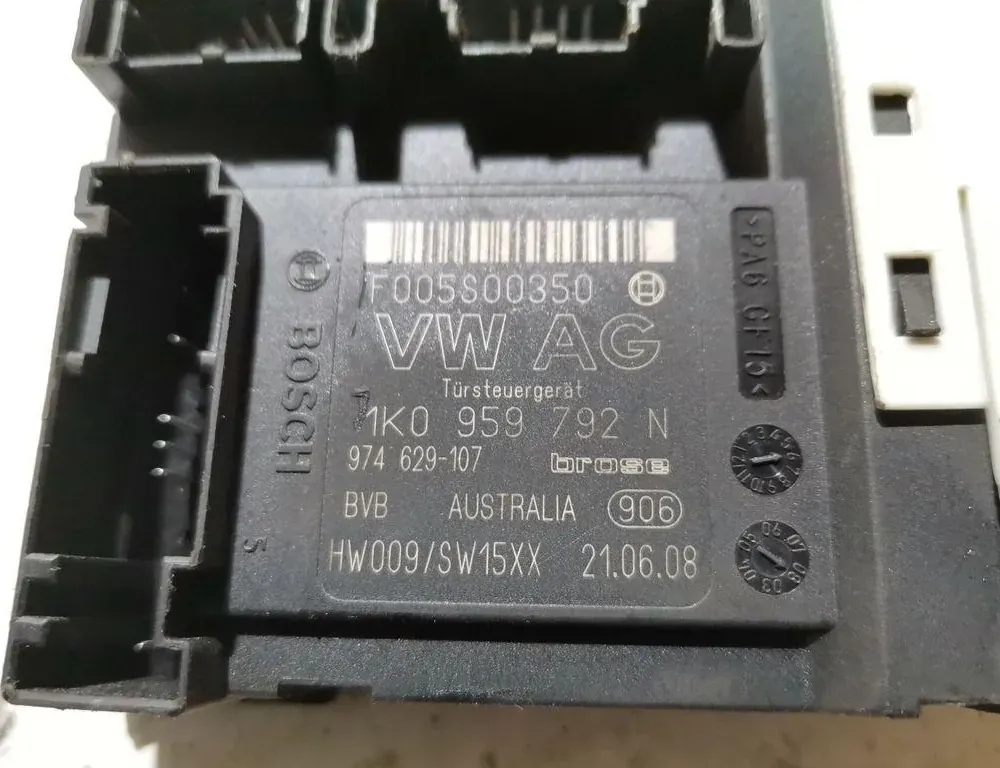 F005S00350
VW AG
Türsteuergerät
1K0 959 792 N
974 629-107 brose
BVB AUSTRALIA 906
HW009/SW15XX 21.06.08
BOSCH
5
>PA6 GF15<